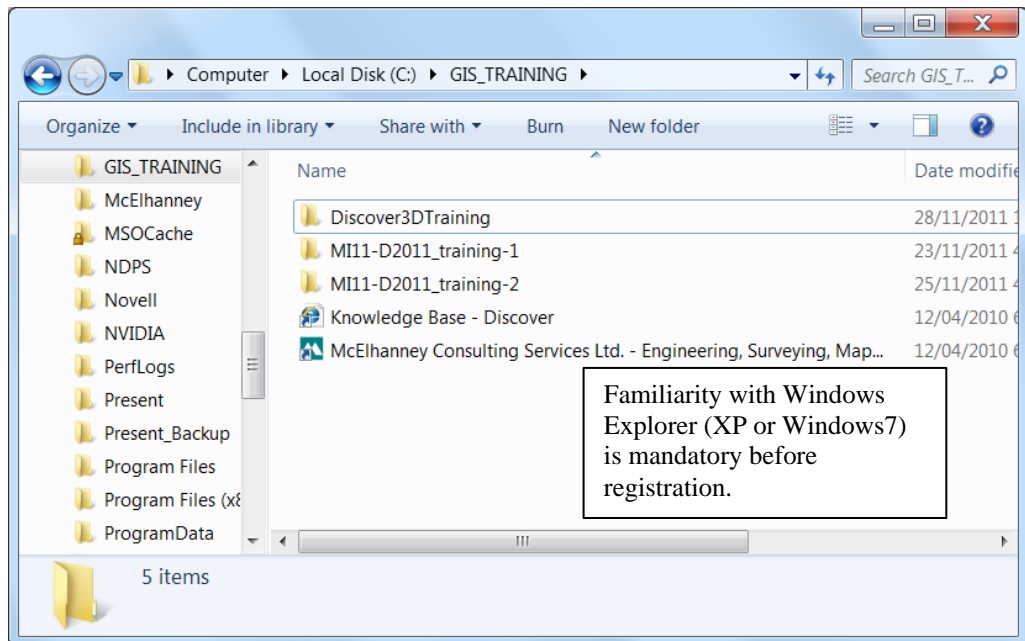 Computer Local Disk (C:) GIS_TRAINING Search GIS_T...
Organize Include in library Share with Burn New folder
GIS_TRAINING
McElhanney
MSOCache
NDPS
Novell
NVIDIA
PerfLogs
Present
Present_Backup
Program Files
Program Files (x8
ProgramData
Name Date modifie
Discover3DTraining 28/11/2011 1
MI11-D2011_training-1 23/11/2011 4
MI11-D2011_training-2 25/11/2011 4
Knowledge Base - Discover 12/04/2010 6
McElhanney Consulting Services Ltd. - Engineering, Surveying, Map... 12/04/2010 6
Familiarity with Windows
Explorer (XP or Windows7)
is mandatory before
registration.
5 items